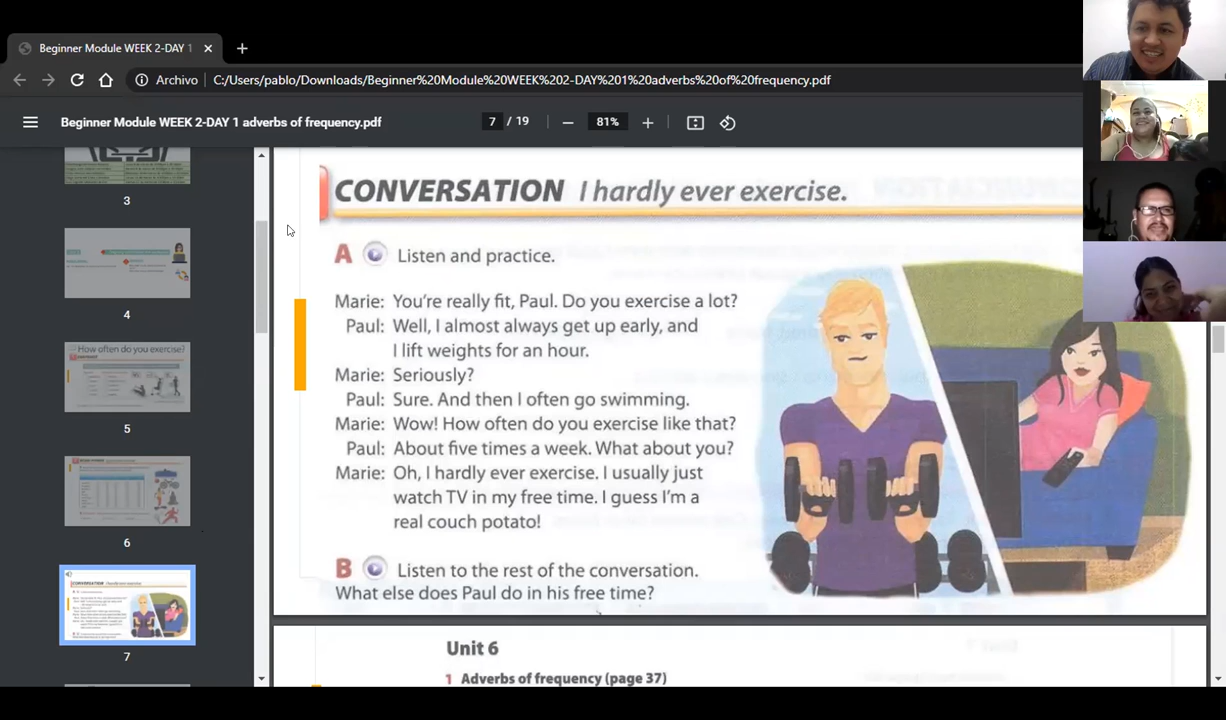 Beginner Module WEEK 2-DAY 1
Archivo C:/Users/pablo/Downloads/Beginner%20Module%20WEEK%202-DAY%201%20adverbs%20of%20frequency.pdf
Beginner Module WEEK 2-DAY 1 adverbs of frequency.pdf
7 / 19
81%
3
4
How often do you exercise?
5
6
7
CONVERSATION I hardly ever exercise.
A Listen and practice.
Marie: You're really fit, Paul. Do you exercise a lot?
Paul: Well, I almost always get up early, and
I lift weights for an hour.
Marie: Seriously?
Paul: Sure. And then I often go swimming.
Marie: Wow! How often do you exercise like that?
Paul: About five times a week. What about you?
Marie: Oh, I hardly ever exercise. I usually just
watch TV in my free time. I guess I'm a
real couch potato!
B Listen to the rest of the conversation.
What else does Paul do in his free time?
Unit 6
1 Adverbs of frequency (page 37)